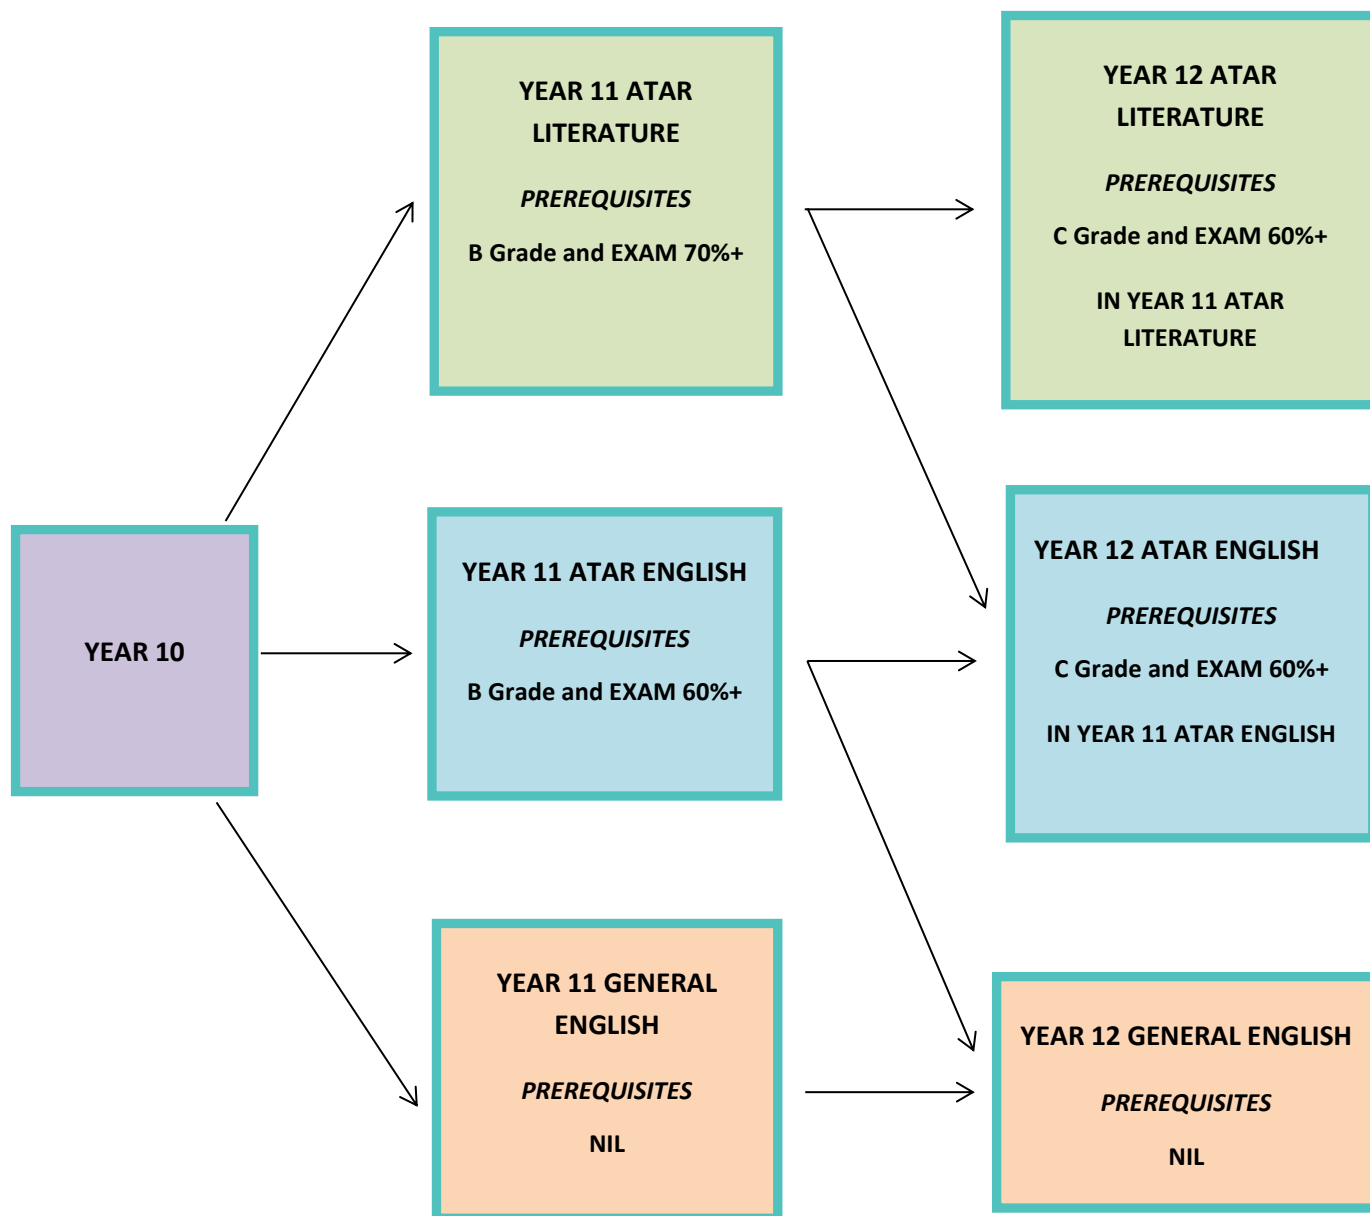 YEAR 10
YEAR 11 ATAR
LITERATURE
PREREQUISITES
B Grade and EXAM 70%+
YEAR 11 ATAR ENGLISH
PREREQUISITES
B Grade and EXAM 60%+
YEAR 11 GENERAL
ENGLISH
PREREQUISITES
NIL
YEAR 12 ATAR
LITERATURE
PREREQUISITES
C Grade and EXAM 60%+
IN YEAR 11 ATAR
LITERATURE
YEAR 12 ATAR ENGLISH
PREREQUISITES
C Grade and EXAM 60%+
IN YEAR 11 ATAR ENGLISH
YEAR 12 GENERAL ENGLISH
PREREQUISITES
NIL